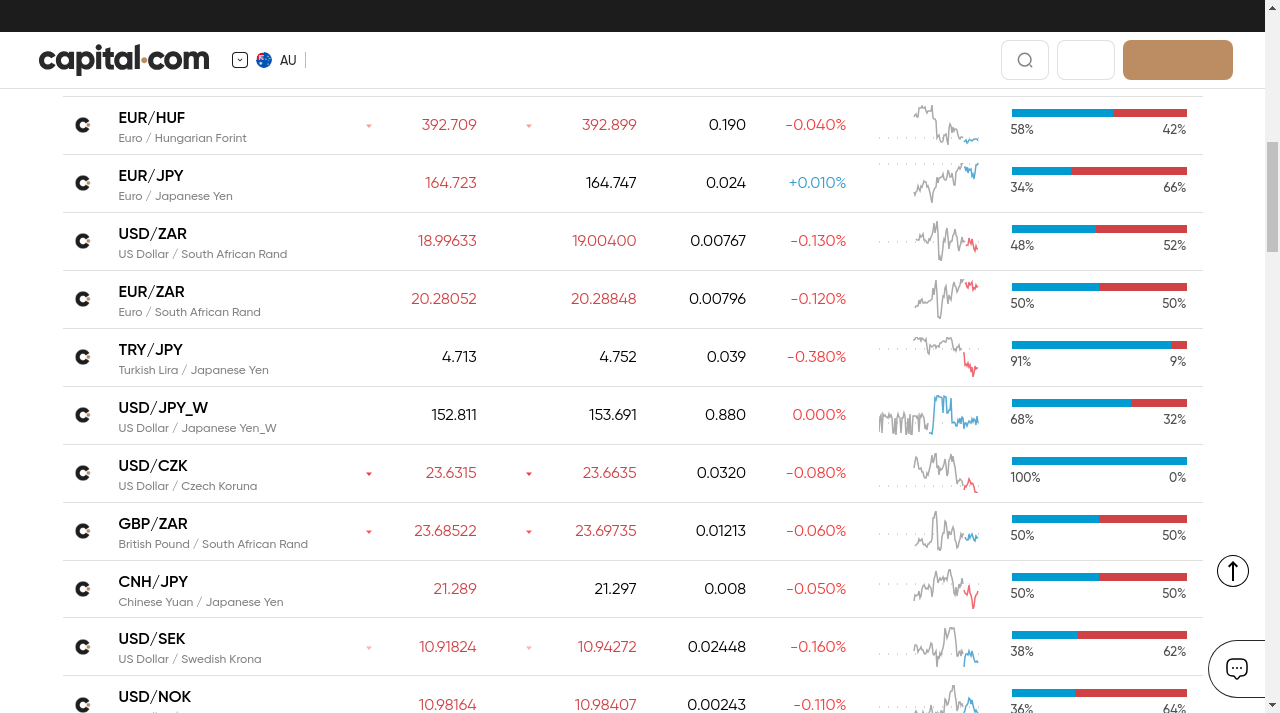 capital.com
AU
EUR/HUF 392.709 392.899 0.190 -0.040%
Euro / Hungarian Forint 58% 42%
EUR/JPY 164.723 164.747 0.024 +0.010%
Euro / Japanese Yen 34% 66%
USD/ZAR 18.99633 19.00400 0.00767 -0.130%
US Dollar / South African Rand 48% 52%
EUR/ZAR 20.28052 20.28848 0.00796 -0.120%
Euro / South African Rand 50% 50%
TRY/JPY 4.713 4.752 0.039 -0.380%
Turkish Lira / Japanese Yen 91% 9%
USD/JPY_W 152.811 153.691 0.880 0.000%
US Dollar / Japanese Yen_W 68% 32%
USD/CZK 23.6315 23.6635 0.0320 -0.080%
US Dollar / Czech Koruna 100% 0%
GBP/ZAR 23.68522 23.69735 0.01213 -0.060%
British Pound / South African Rand 50% 50%
CNH/JPY 21.289 21.297 0.008 -0.050%
Chinese Yuan / Japanese Yen 50% 50%
USD/SEK 10.91824 10.94272 0.02448 -0.160%
US Dollar / Swedish Krona 38% 62%
USD/NOK 10.98164 10.98407 0.00243 -0.110%
36% 64%